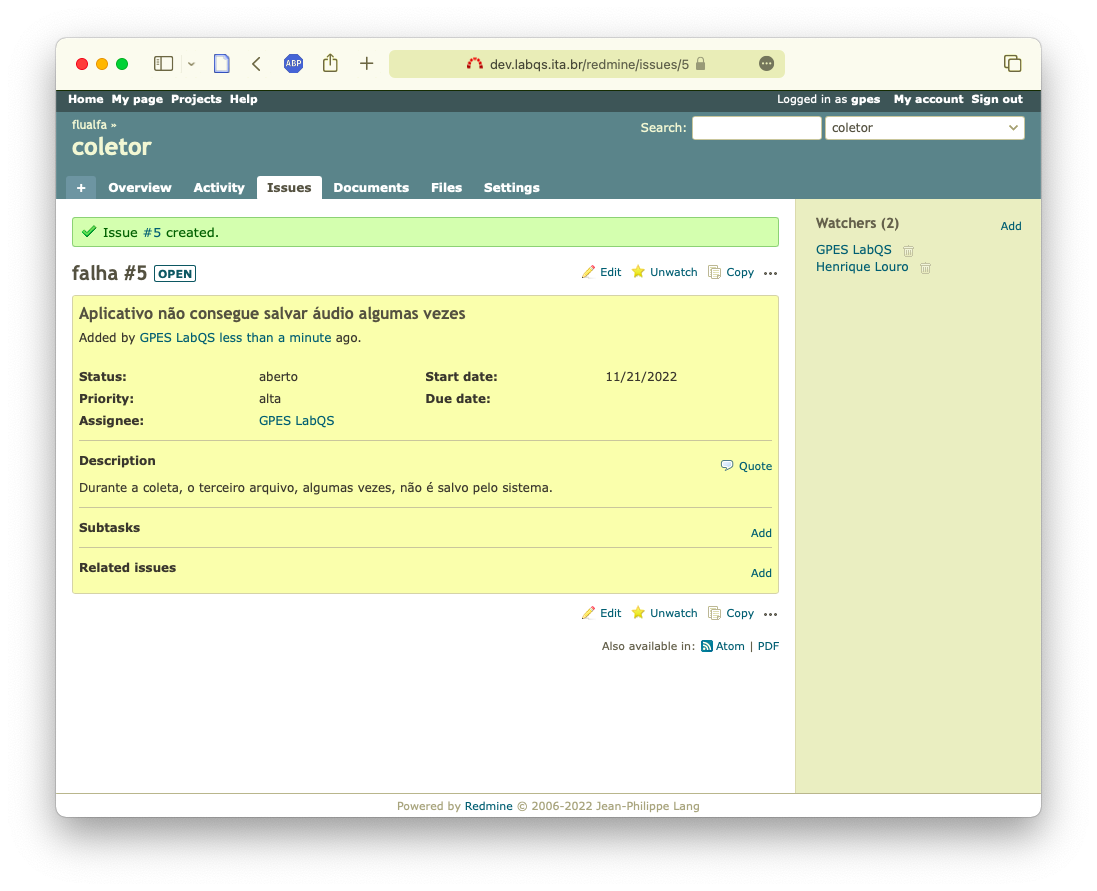 ABP
dev.labqs.ita.br/redmine/issues/5
Home My page Projects Help
Logged in as gpes My account Sign out
flualfa »
Search: coletor
coletor
+ Overview Activity Issues Documents Files Settings
Issue #5 created.
falha #5 OPEN
Edit Unwatch Copy
Aplicativo não consegue salvar áudio algumas vezes
Added by GPES LabQS less than a minute ago.
Status: aberto Start date: 11/21/2022
Priority: alta Due date:
Assignee: GPES LabQS
Description
Quote
Durante a coleta, o terceiro arquivo, algumas vezes, não é salvo pelo sistema.
Subtasks
Add
Related issues
Add
Edit Unwatch Copy
Also available in: Atom | PDF
Watchers (2)
Add
GPES LabQS
Henrique Louro
Powered by Redmine © 2006-2022 Jean-Philippe Lang